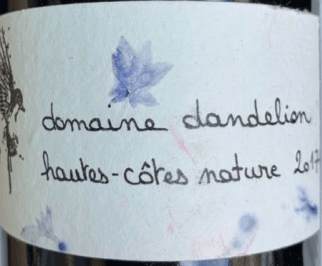 domaine dandelion
hautes-côtes nature 2017